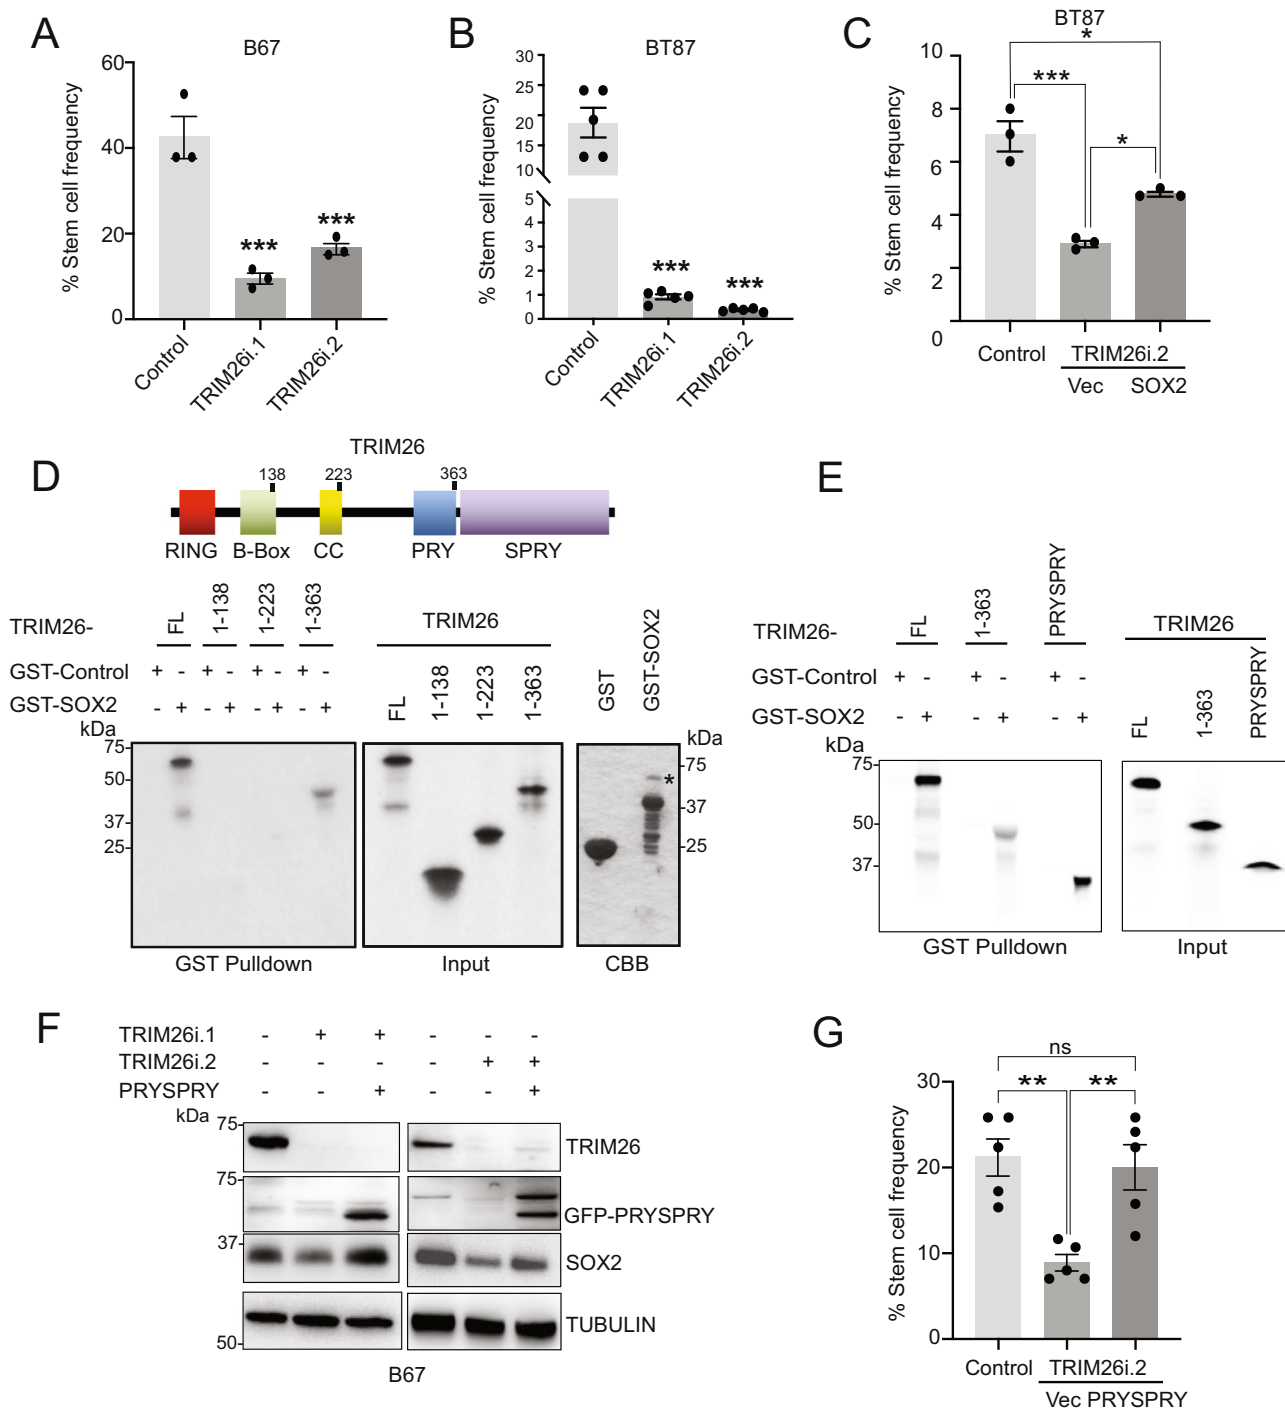 A
B67
% Stem cell frequency
60
40
20
0
***
***
Control
TRIM26i.1
TRIM26i.2
B
BT87
% Stem cell frequency
30
25
20
15
10
5
4
3
2
1
0
***
***
Control
TRIM26i.1
TRIM26i.2
C
BT87
% Stem cell frequency
10
8
6
4
2
0
*
***
*
Control
TRIM26i.2
Vec SOX2
D
TRIM26
138 223 363
RING B-Box CC PRY SPRY
TRIM26- FL 1-138 1-223 1-363
GST-Control + - + - + - + -
GST-SOX2 - + - + - + - +
kDa
75-
50-
37-
25-
GST Pulldown
TRIM26
FL 1-138 1-223 1-363
Input
GST GST-SOX2
kDa
-75
*
-37
-25
CBB
E
TRIM26- FL 1-363 PRYSPRY
GST-Control + - + - + -
GST-SOX2 - + - + - +
kDa
75-
50-
37-
GST Pulldown
TRIM26
FL 1-363 PRYSPRY
Input
F
TRIM26i.1 - + + - - -
TRIM26i.2 - - - - + +
PRYSPRY - - + - - +
kDa
75-
TRIM26
75-
GFP-PRYSPRY
37-
SOX2
TUBULIN
50-
B67
G
% Stem cell frequency
30
20
10
0
ns
** **
Control TRIM26i.2
Vec PRYSPRY